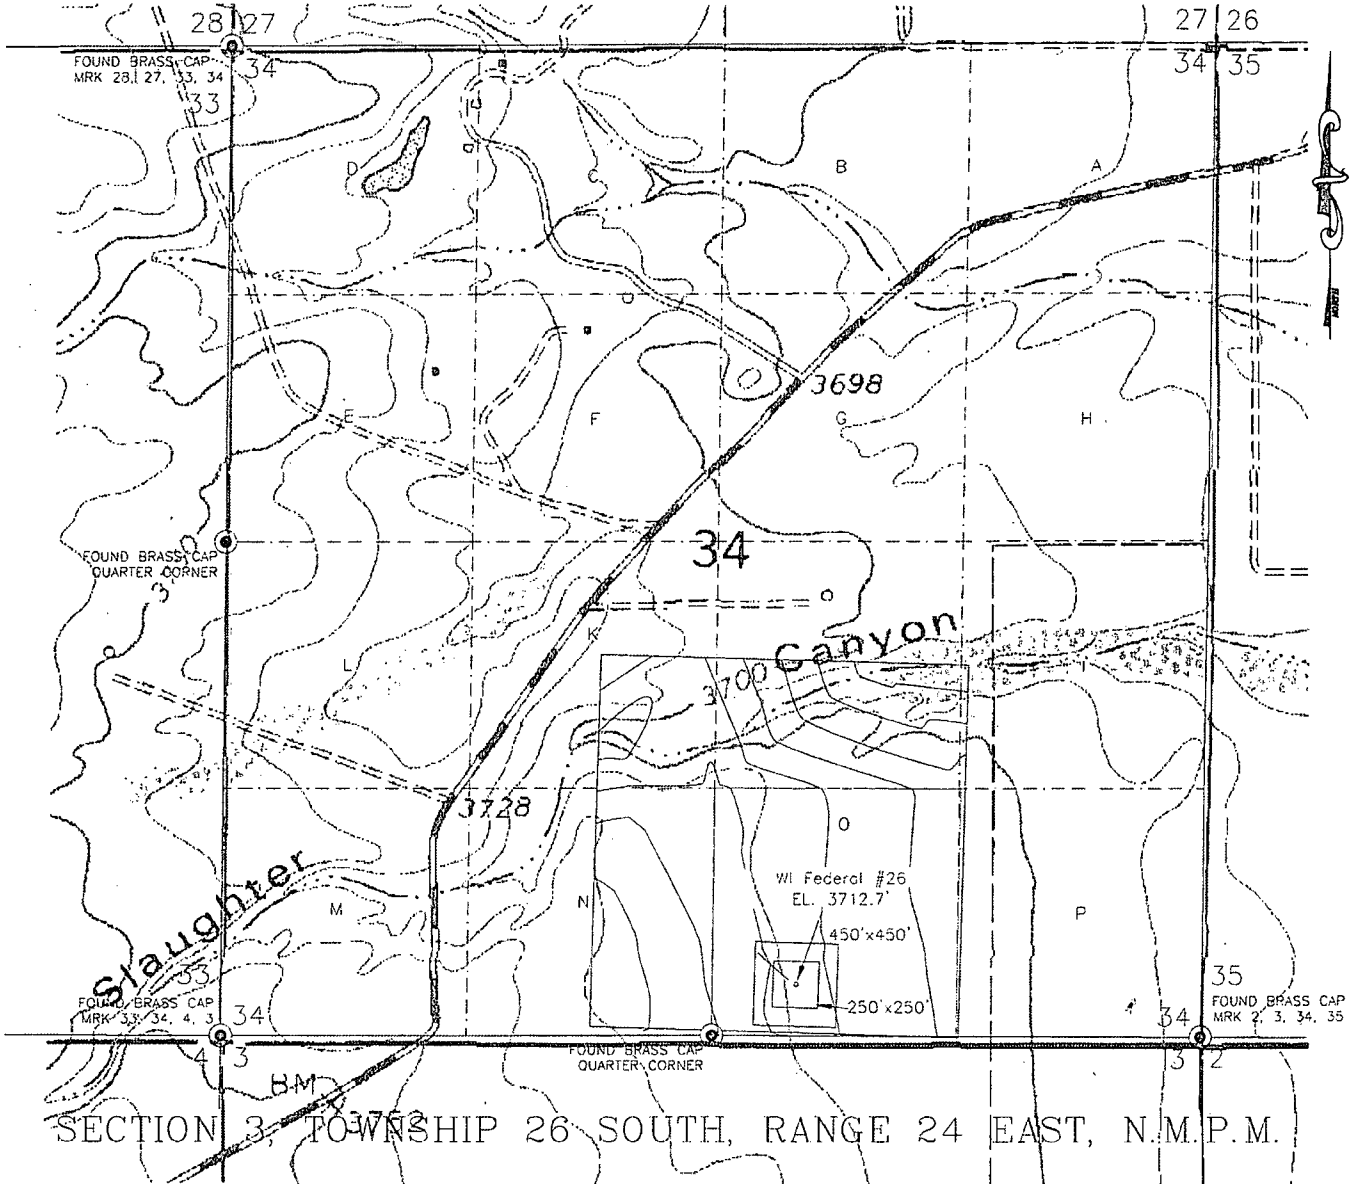 28 27
27 26
FOUND BRASS CAP
MRK 28, 27, 33, 34
34
34 35
33
D
C
B
A
3698
E
F
G
H
34
FOUND BRASS CAP
QUARTER CORNER
K
Canyon
L
I
3700
3728
O
WI Federal #26
EL. 3712.7'
Slaughter
M
N
P
450'x450'
33
35
FOUND BRASS CAP
MRK 33, 34, 4, 3
34
250'x250'
34
FOUND BRASS CAP
MRK 2, 3, 34, 35
4 3
FOUND BRASS CAP
QUARTER CORNER
3 2
BM
SECTION 3, TOWNSHIP 26 SOUTH, RANGE 24 EAST, N.M.P.M.